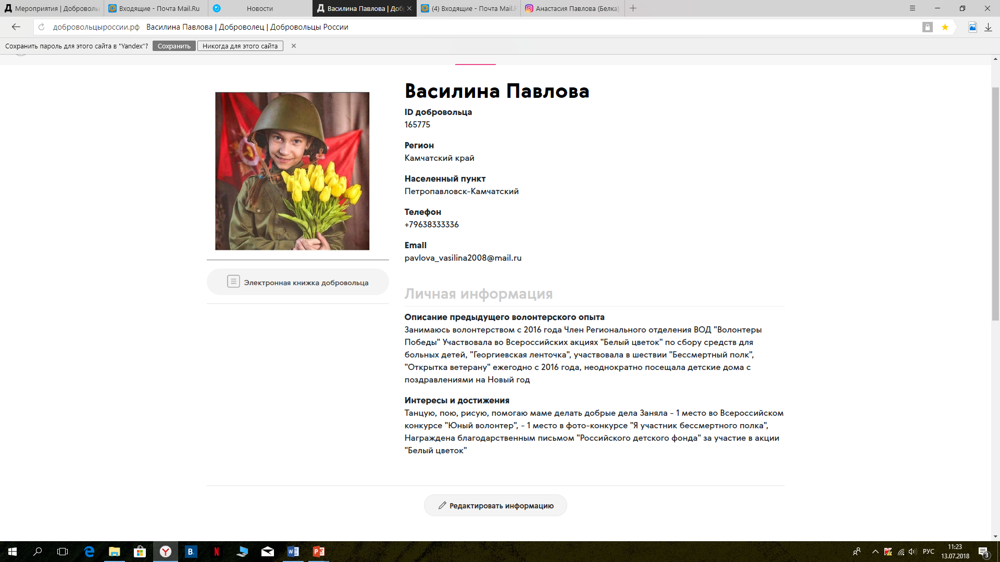 Мероприятия | Доброволь
Входящие - Почта Mail.Ru
Новости
Василина Павлова | Доб
(4) Входящие - Почта Mail.R
Анастасия Павлова (Белка)
добровольцыроссии.рф Василина Павлова | Доброволец | Добровольцы России
Сохранить пароль для этого сайта в "Yandex"? Сохранить Никогда для этого сайта
Василина Павлова
ID добровольца
165775
Регион
Камчатский край
Населенный пункт
Петропавловск-Камчатский
Телефон
+79638333336
Email
pavlova_vasilina2008@mail.ru
Электронная книжка добровольца
Личная информация
Описание предыдущего волонтерского опыта
Занимаюсь волонтерством с 2016 года Член Регионального отделения ВОД "Волонтеры
Победы" Участвовала во Всероссийских акциях "Белый цветок" по сбору средств для
больных детей, "Георгиевская ленточка", участвовала в шествии "Бессмертный полк",
"Открытка ветерану" ежегодно с 2016 года, неоднократно посещала детские дома с
поздравлениями на Новый год
Интересы и достижения
Танцую, пою, рисую, помогаю маме делать добрые дела Заняла - 1 место во Всероссийском
конкурсе "Юный волонтер", - 1 место в фото-конкурсе "Я участник бессмертного полка",
Награждена благодарственным письмом "Российского детского фонда" за участие в акции
"Белый цветок"
Редактировать информацию
РУС
11:23
13.07.2018
3